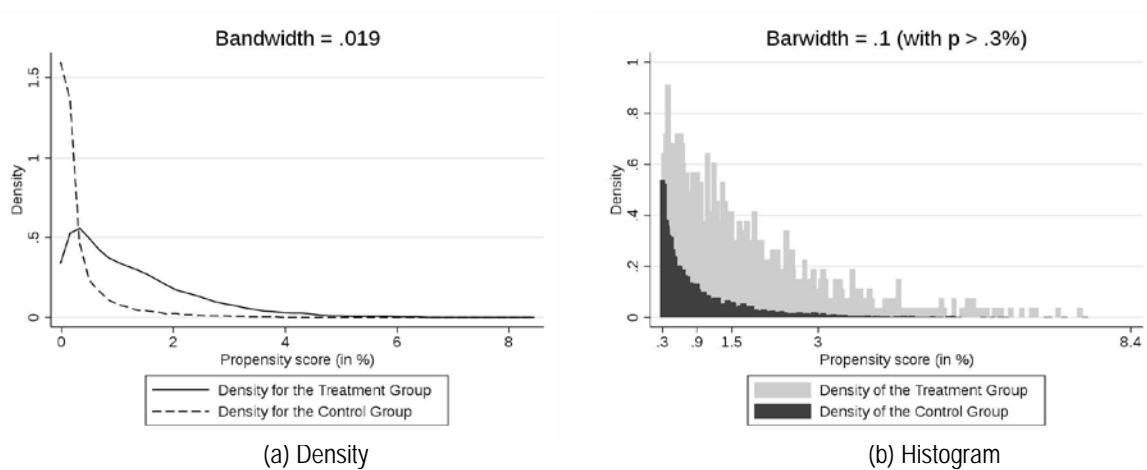 Bandwidth = .019
Density
1.5
1
.5
0
0 2 4 6 8
Propensity score (in %)
Density for the Treatment Group
Density for the Control Group
(a) Density
Barwidth = .1 (with p > .3%)
Density
1
.8
.6
.4
.2
0
.3 .9 1.5 3 8.4
Propensity score (in %)
Density of the Treatment Group
Density of the Control Group
(b) Histogram